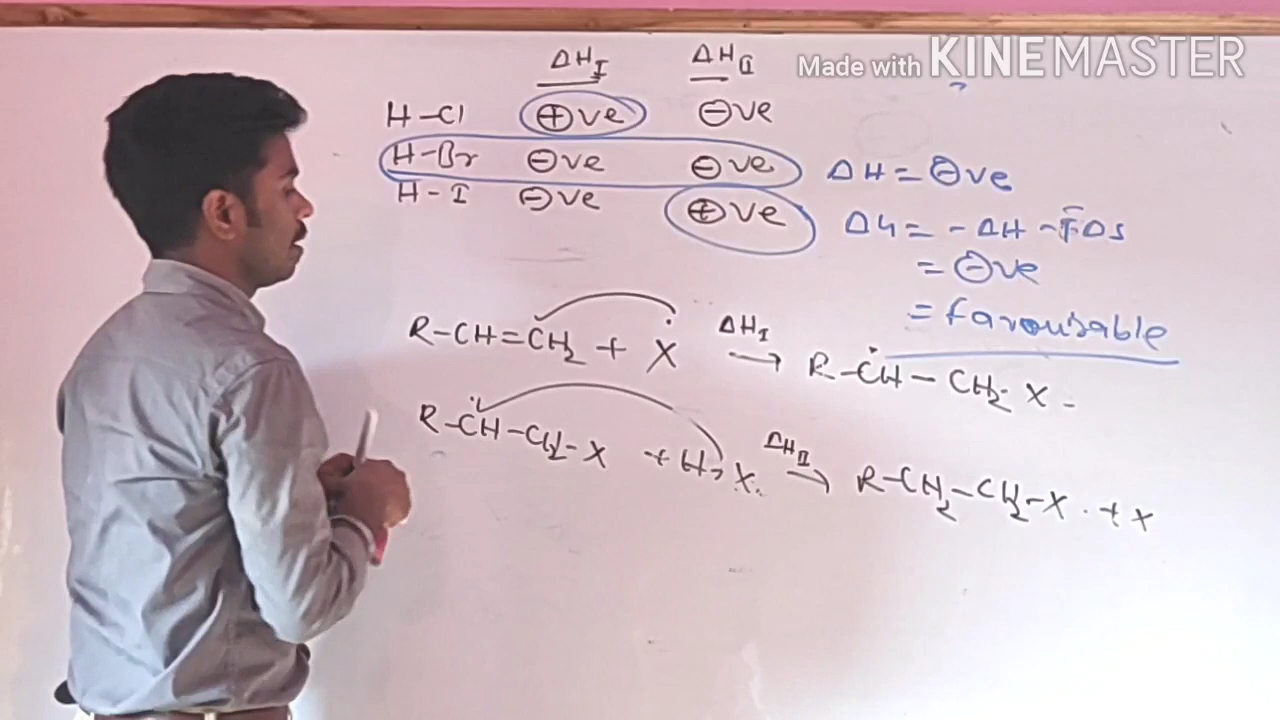 Made with KINEMASTER
ΔH_I ΔH_II
H-Cl ⊕ve ⊖ve
H-Br ⊖ve ⊖ve ΔH = ⊖ve
H-I ⊖ve ⊕ve
ΔG = -ΔH - TΔS
= ⊖ve
= favourable
R-CH=CH₂ + Ẋ ΔH_I → R-ĊH-CH₂-X
R-ĊH-CH₂-X + H-X ΔH_II → R-CH₂-CH₂-X + X